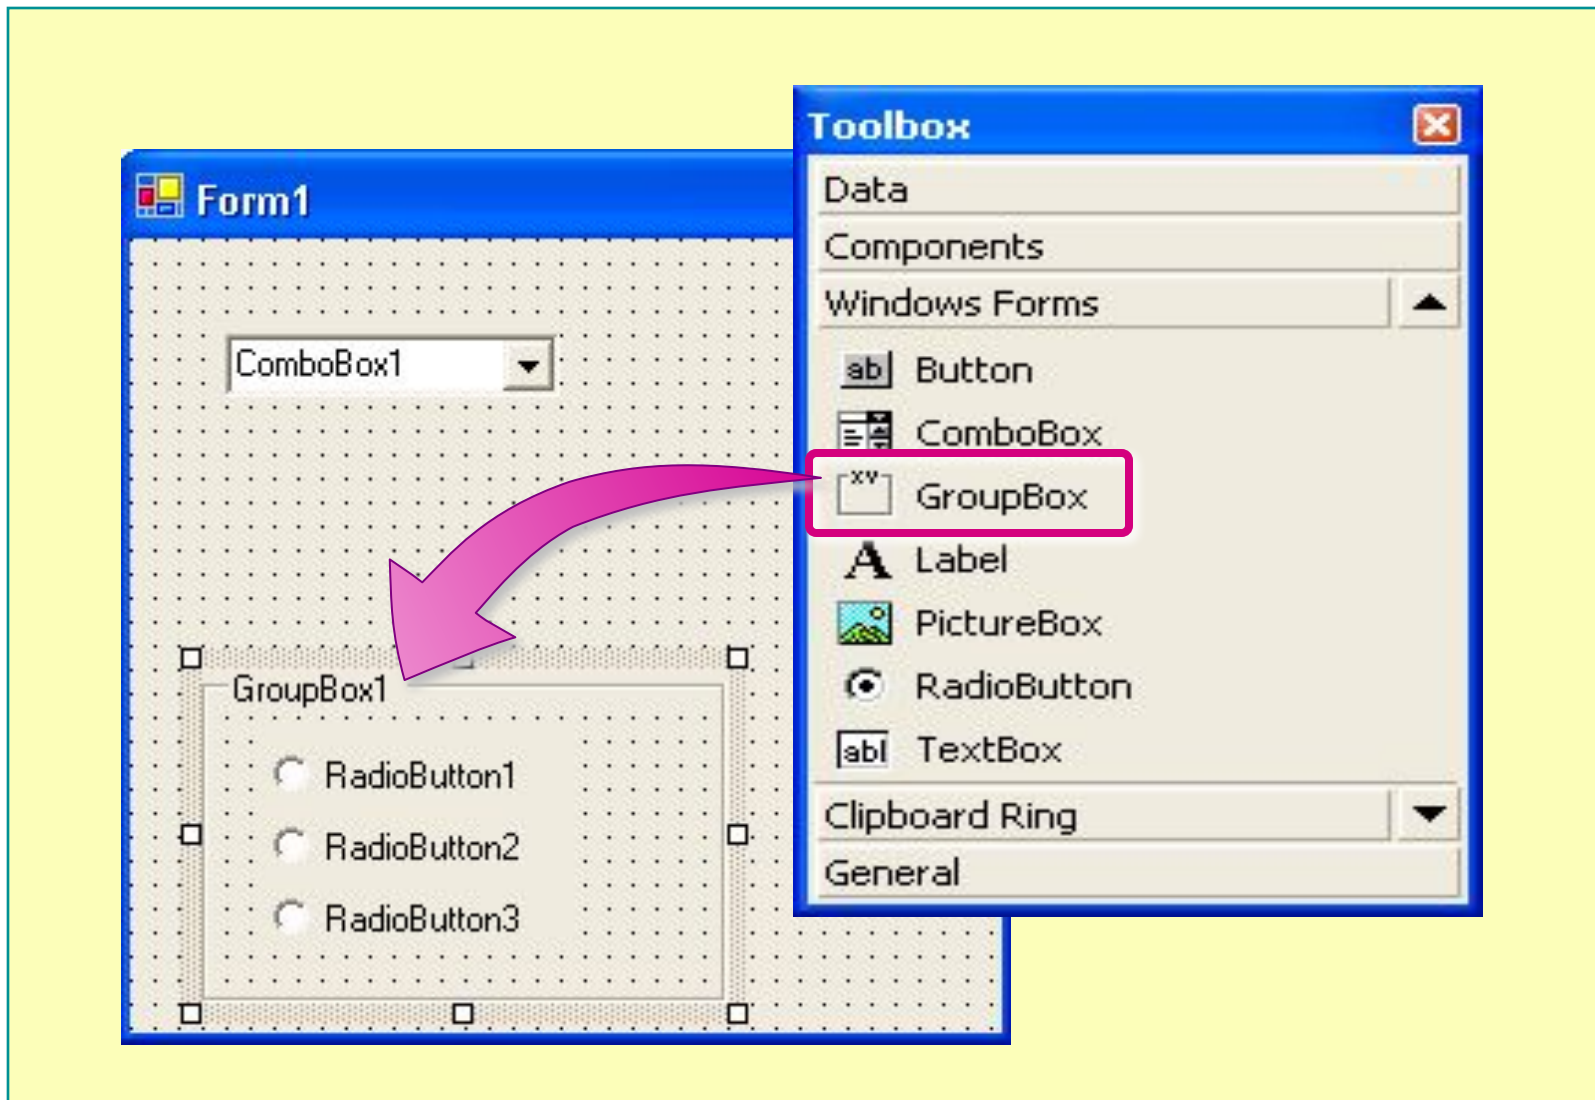 Form1
ComboBox1
GroupBox1
RadioButton1
RadioButton2
RadioButton3
Toolbox
Data
Components
Windows Forms
ab Button
ComboBox
xy GroupBox
A Label
PictureBox
RadioButton
abl TextBox
Clipboard Ring
General